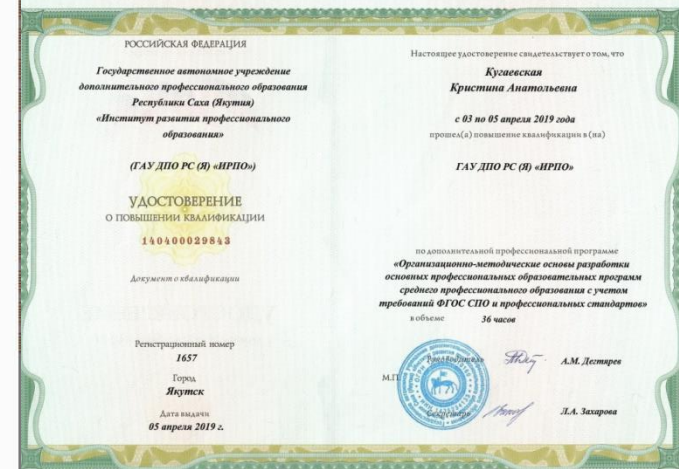 РОССИЙСКАЯ ФЕДЕРАЦИЯ
Государственное автономное учреждение
дополнительного профессионального образования
Республики Саха (Якутия)
«Институт развития профессионального
образования»
(ГАУ ДПО РС (Я) «ИРПО»)
УДОСТОВЕРЕНИЕ
О ПОВЫШЕНИИ КВАЛИФИКАЦИИ
140400029843
Документ о квалификации
Регистрационный номер
1657
Город
Якутск
Дата выдачи
05 апреля 2019 г.
Настоящее удостоверение свидетельствует о том, что
Кугаевская
Кристина Анатольевна
с 03 по 05 апреля 2019 года
прошел(а) повышение квалификации в (на)
ГАУ ДПО РС (Я) «ИРПО»
по дополнительной профессиональной программе
«Организационно-методические основы разработки
основных профессиональных образовательных программ
среднего профессионального образования с учетом
требований ФГОС СПО и профессиональных стандартов»
в объеме 36 часов
Руководитель А.М. Дегтярев
М.П.
Секретарь Л.А. Захарова